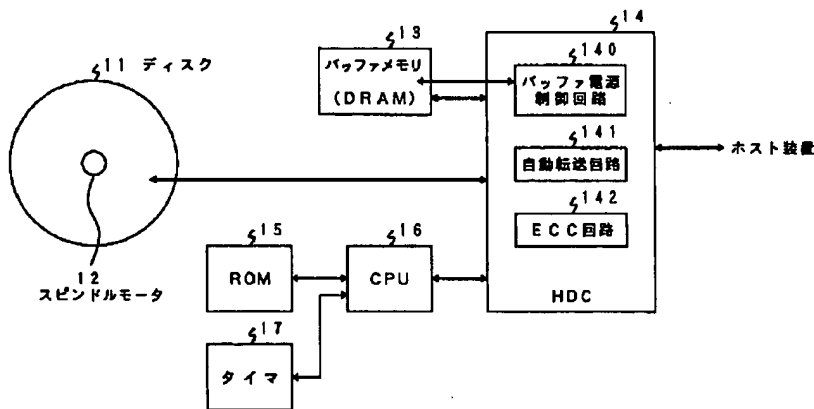 11 ディスク
12
スピンドルモータ
13
バッファメモリ
(DRAM)
14
140
バッファ電源
制御回路
141
自動転送回路
142
ECC回路
HDC
ホスト装置
15
ROM
16
CPU
17
タイマ